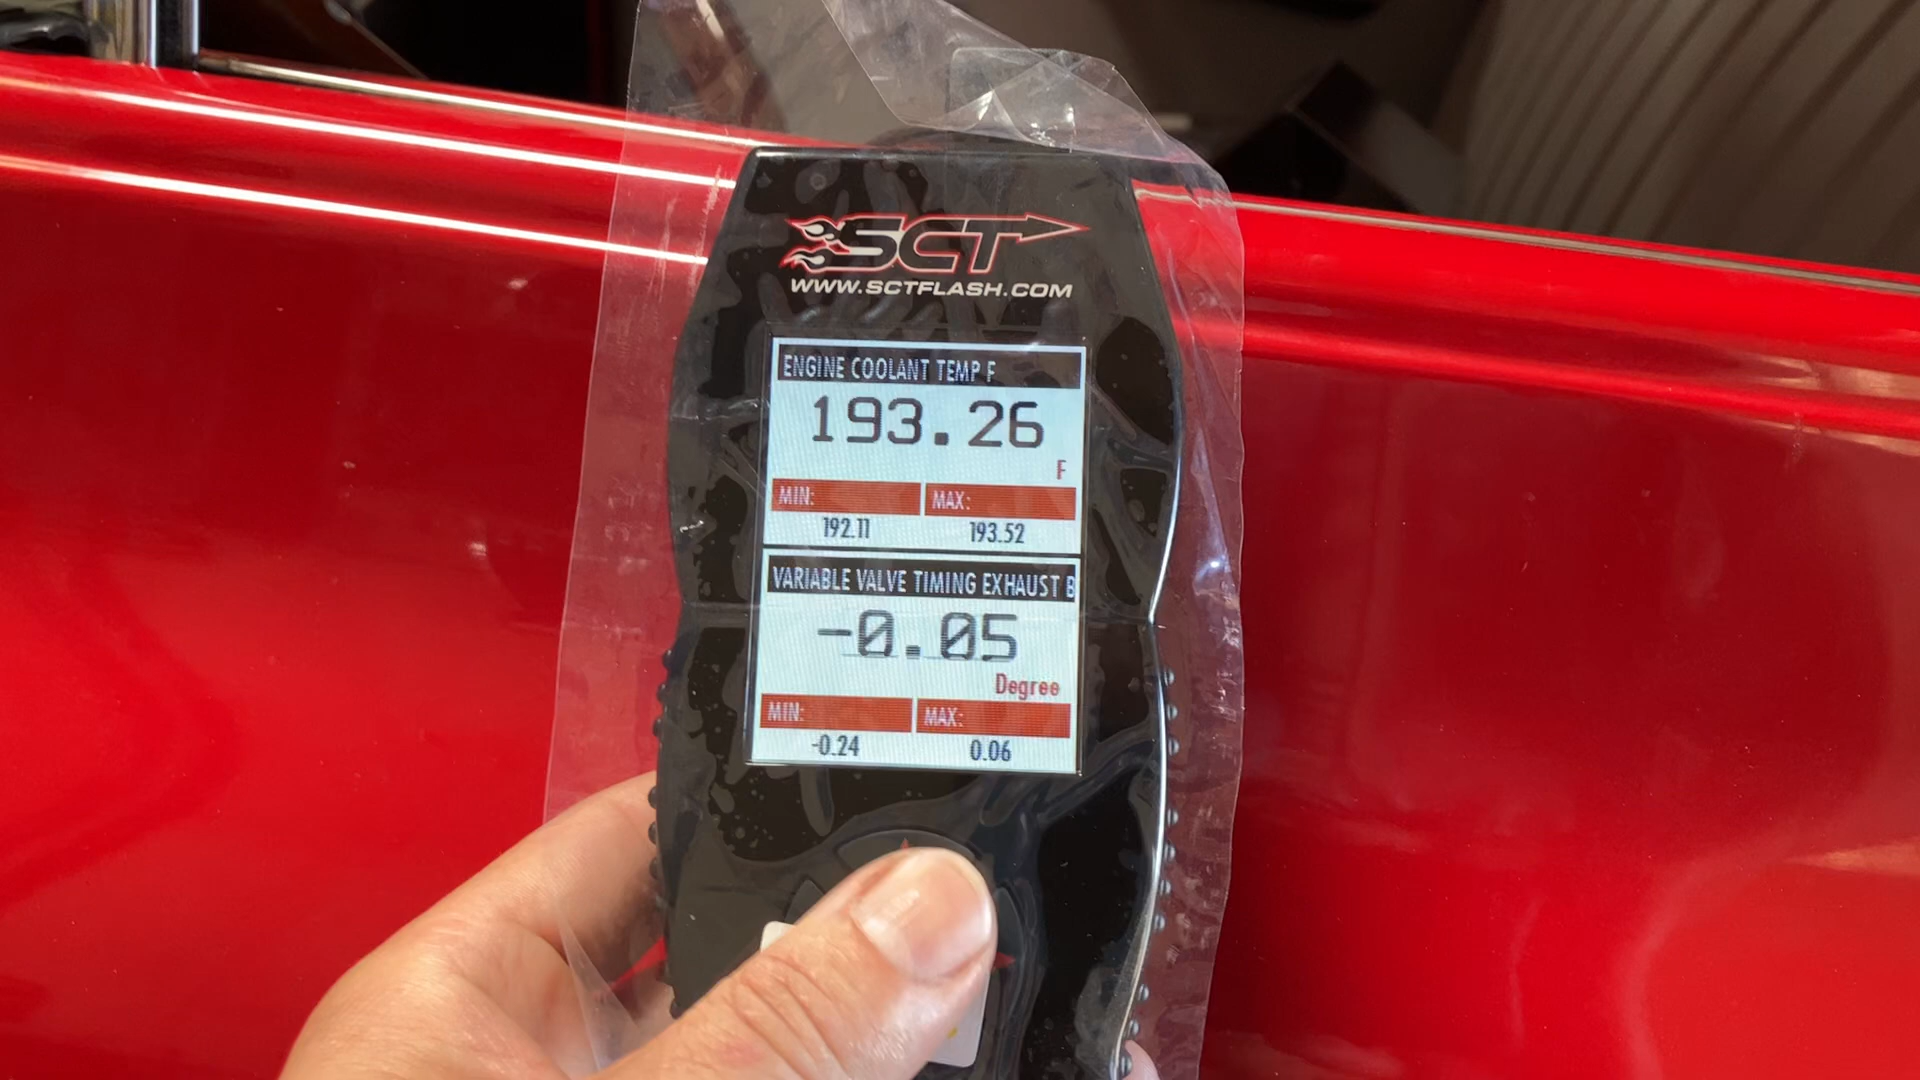 SCT
WWW.SCTFLASH.COM
ENGINE COOLANT TEMP F
193.26
F
MIN: MAX:
192.11 193.52
VARIABLE VALVE TIMING EXHAUST B
-0.05
Degree
MIN: MAX:
-0.24 0.06